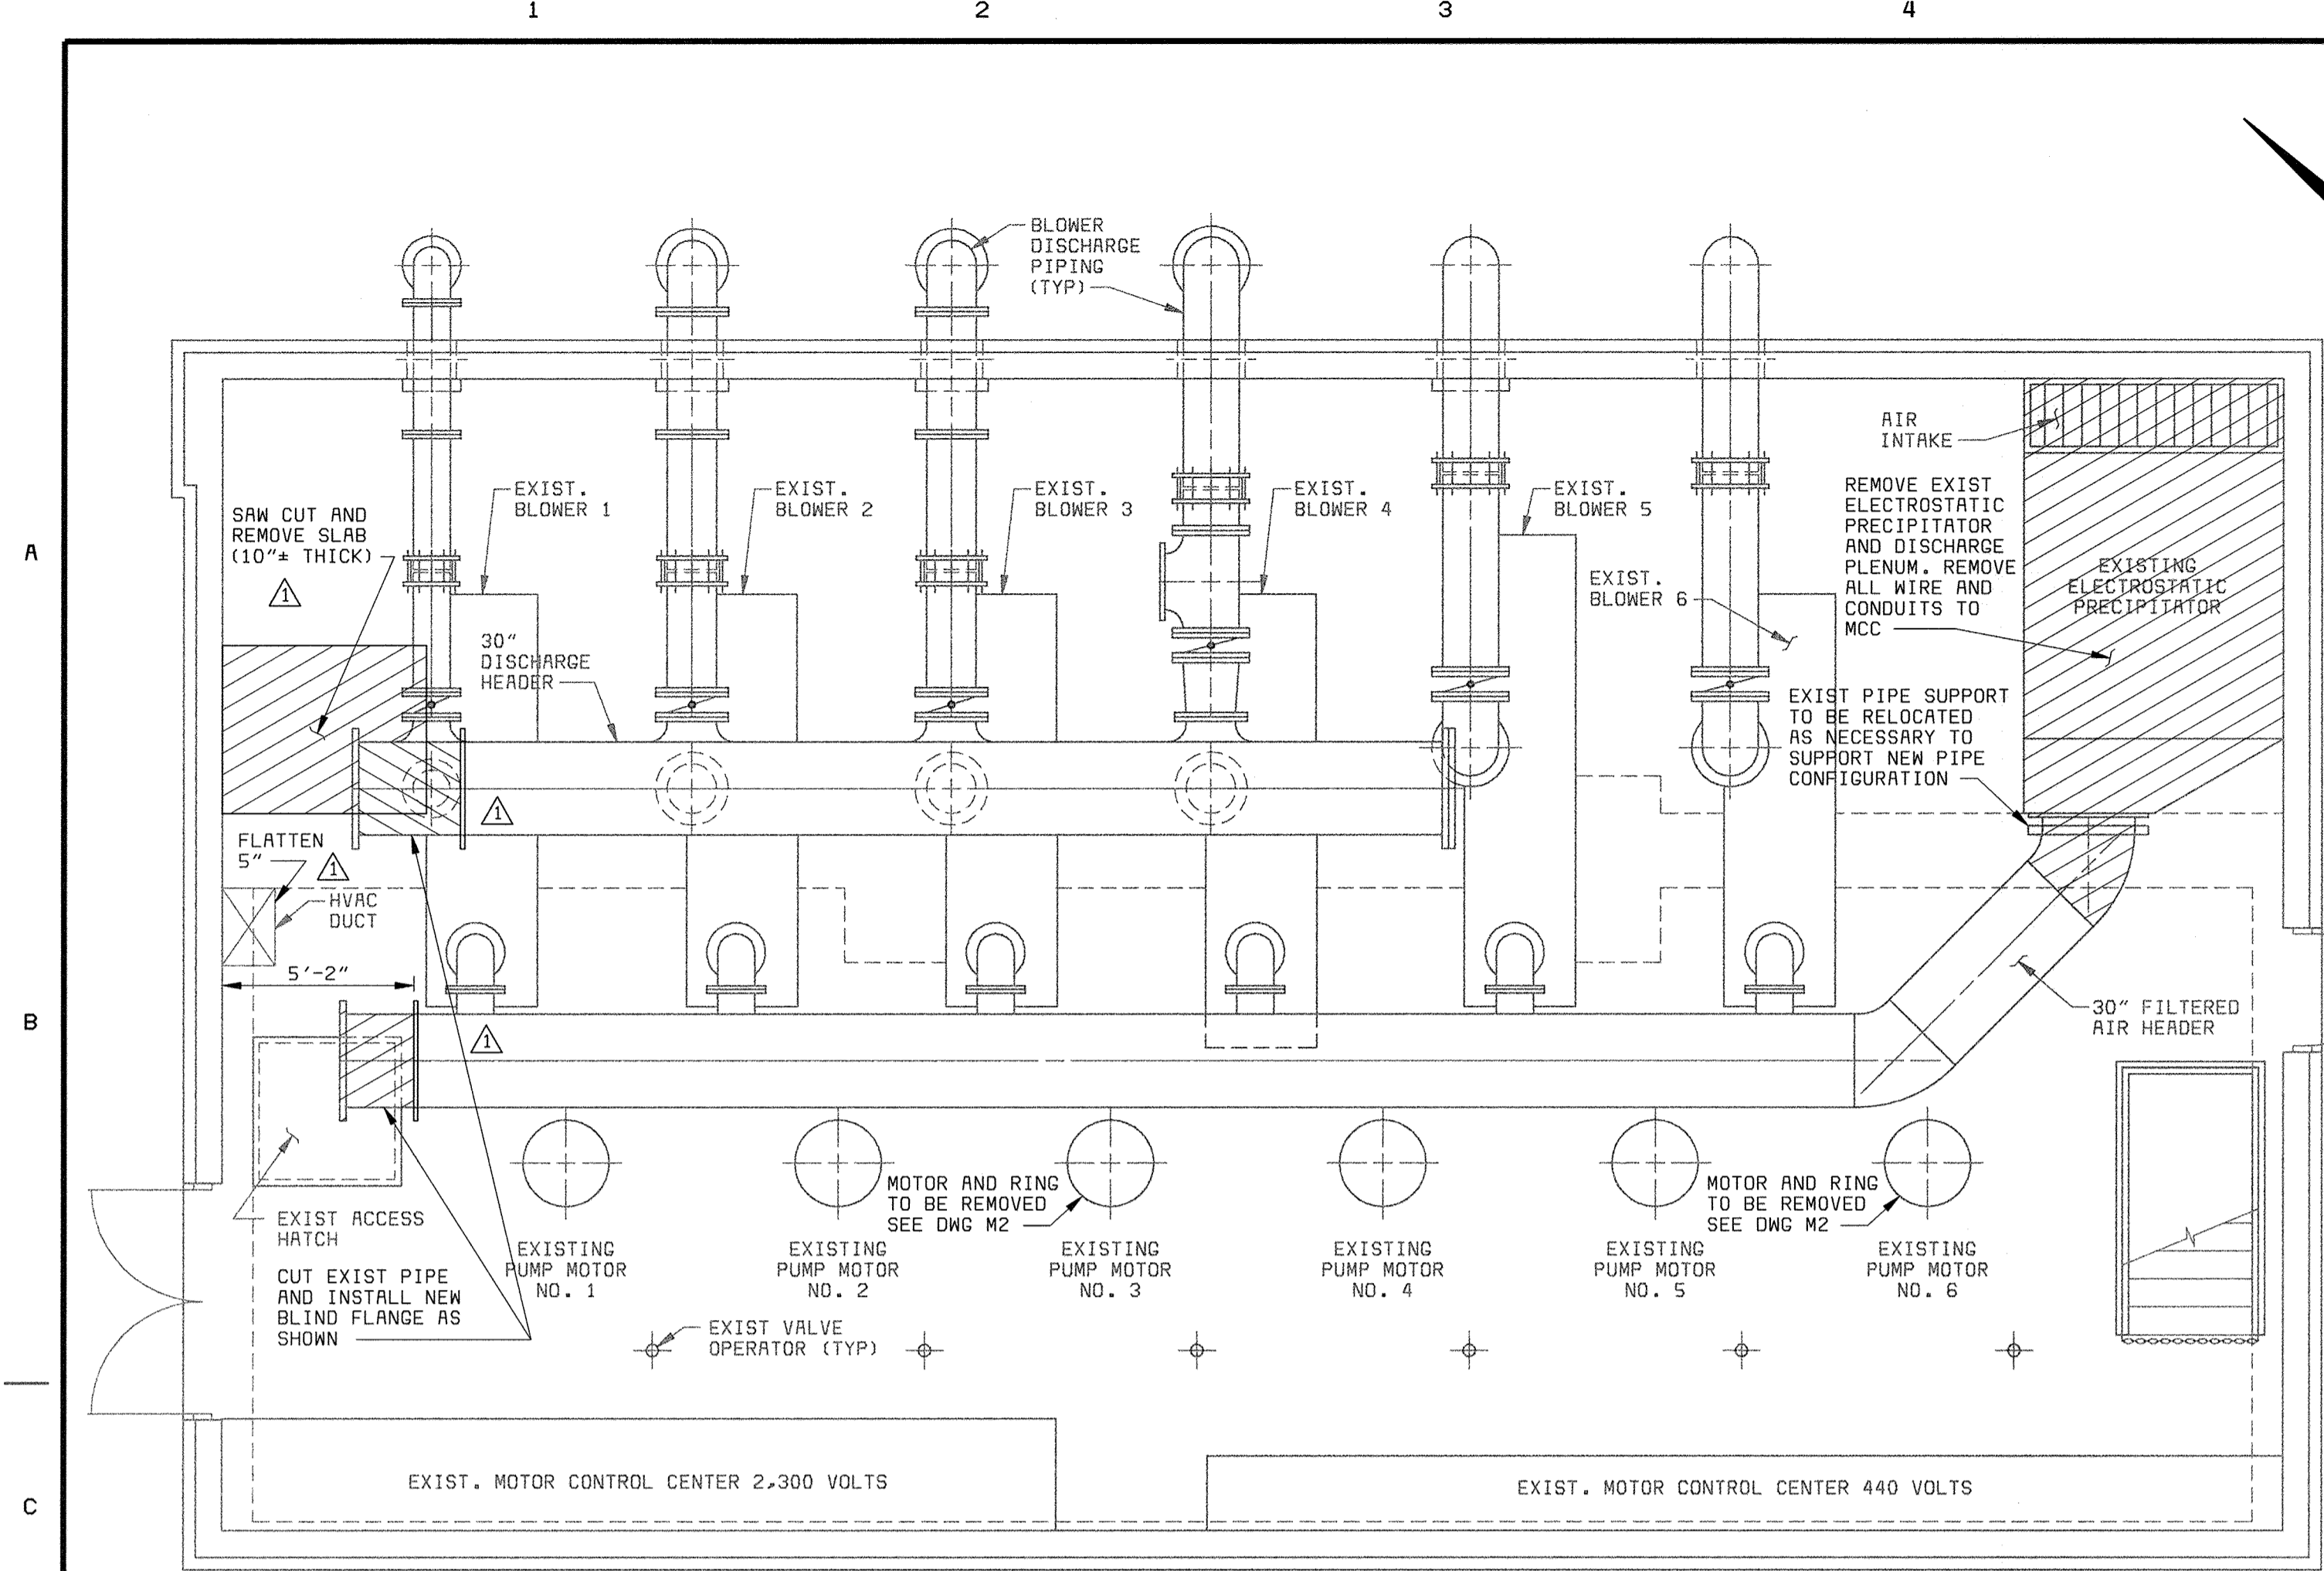 1
2
3
4
BLOWER
DISCHARGE
PIPING
(TYP)
AIR
INTAKE
EXIST.
BLOWER 1
EXIST.
BLOWER 2
EXIST.
BLOWER 3
EXIST.
BLOWER 4
EXIST.
BLOWER 5
EXIST.
BLOWER 6
REMOVE EXIST
ELECTROSTATIC
PRECIPITATOR
AND DISCHARGE
PLENUM. REMOVE
ALL WIRE AND
CONDUITS TO
MCC
EXISTING
ELECTROSTATIC
PRECIPITATOR
SAW CUT AND
REMOVE SLAB
(10"± THICK)
1
A
30"
DISCHARGE
HEADER
EXIST PIPE SUPPORT
TO BE RELOCATED
AS NECESSARY TO
SUPPORT NEW PIPE
CONFIGURATION
1
FLATTEN
5"
1
HVAC
DUCT
5'-2"
B
1
30" FILTERED
AIR HEADER
MOTOR AND RING
TO BE REMOVED
SEE DWG M2
MOTOR AND RING
TO BE REMOVED
SEE DWG M2
EXIST ACCESS
HATCH
EXISTING
PUMP MOTOR
NO. 1
EXISTING
PUMP MOTOR
NO. 2
EXISTING
PUMP MOTOR
NO. 3
EXISTING
PUMP MOTOR
NO. 4
EXISTING
PUMP MOTOR
NO. 5
EXISTING
PUMP MOTOR
NO. 6
CUT EXIST PIPE
AND INSTALL NEW
BLIND FLANGE AS
SHOWN
EXIST VALVE
OPERATOR (TYP)
EXIST. MOTOR CONTROL CENTER 2,300 VOLTS
EXIST. MOTOR CONTROL CENTER 440 VOLTS
C